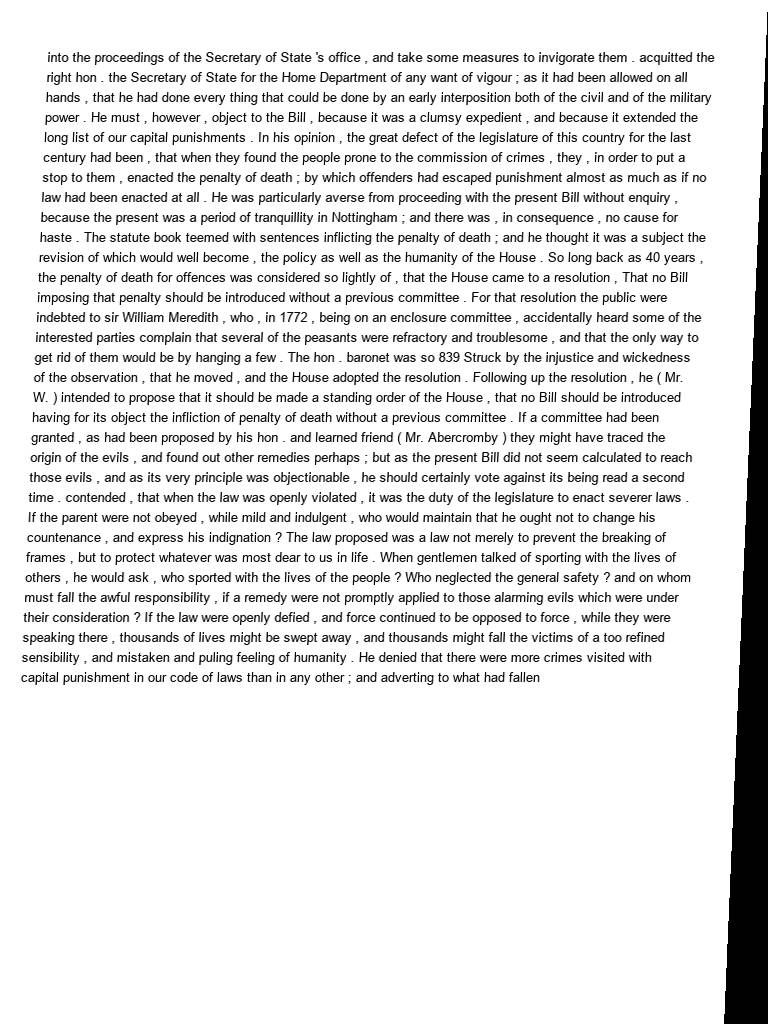 into the proceedings of the Secretary of State 's office , and take some measures to invigorate them . acquitted the
right hon . the Secretary of State for the Home Department of any want of vigour ; as it had been allowed on all
hands , that he had done every thing that could be done by an early interposition both of the civil and of the military
power . He must , however , object to the Bill , because it was a clumsy expedient , and because it extended the
long list of our capital punishments . In his opinion , the great defect of the legislature of this country for the last
century had been , that when they found the people prone to the commission of crimes , they , in order to put a
stop to them , enacted the penalty of death ; by which offenders had escaped punishment almost as much as if no
law had been enacted at all . He was particularly averse from proceeding with the present Bill without enquiry ,
because the present was a period of tranquillity in Nottingham ; and there was , in consequence , no cause for
haste . The statute book teemed with sentences inflicting the penalty of death ; and he thought it was a subject the
revision of which would well become , the policy as well as the humanity of the House . So long back as 40 years ,
the penalty of death for offences was considered so lightly of , that the House came to a resolution , That no Bill
imposing that penalty should be introduced without a previous committee . For that resolution the public were
indebted to sir William Meredith , who , in 1772 , being on an enclosure committee , accidentally heard some of the
interested parties complain that several of the peasants were refractory and troublesome , and that the only way to
get rid of them would be by hanging a few . The hon . baronet was so 839 Struck by the injustice and wickedness
of the observation , that he moved , and the House adopted the resolution . Following up the resolution , he ( Mr.
W. ) intended to propose that it should be made a standing order of the House , that no Bill should be introduced
having for its object the infliction of penalty of death without a previous committee . If a committee had been
granted , as had been proposed by his hon . and learned friend ( Mr. Abercromby ) they might have traced the
origin of the evils , and found out other remedies perhaps ; but as the present Bill did not seem calculated to reach
those evils , and as its very principle was objectionable , he should certainly vote against its being read a second
time . contended , that when the law was openly violated , it was the duty of the legislature to enact severer laws .
If the parent were not obeyed , while mild and indulgent , who would maintain that he ought not to change his
countenance , and express his indignation ? The law proposed was a law not merely to prevent the breaking of
frames , but to protect whatever was most dear to us in life . When gentlemen talked of sporting with the lives of
others , he would ask , who sported with the lives of the people ? Who neglected the general safety ? and on whom
must fall the awful responsibility , if a remedy were not promptly applied to those alarming evils which were under
their consideration ? If the law were openly defied , and force continued to be opposed to force , while they were
speaking there , thousands of lives might be swept away , and thousands might fall the victims of a too refined
sensibility , and mistaken and puling feeling of humanity . He denied that there were more crimes visited with
capital punishment in our code of laws than in any other ; and adverting to what had fallen